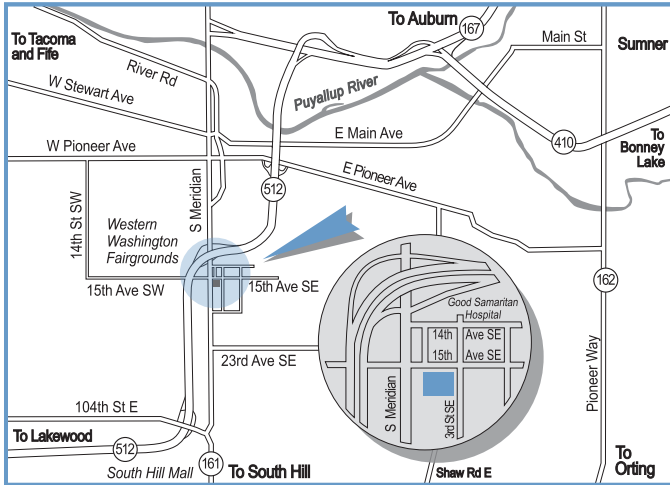 To Auburn
167
Main St
Sumner
To Tacoma
and Fife
River Rd
W Stewart Ave
Puyallup River
E Main Ave
410
To
Bonney
Lake
W Pioneer Ave
E Pioneer Ave
512
S Meridian
14th St SW
Western
Washington
Fairgrounds
15th Ave SW
15th Ave SE
162
Good Samaritan
Hospital
14th Ave SE
15th Ave SE
23rd Ave SE
S Meridian
3rd St SE
Pioneer Way
104th St E
To Lakewood
512
South Hill Mall
161
To South Hill
Shaw Rd E
To
Orting